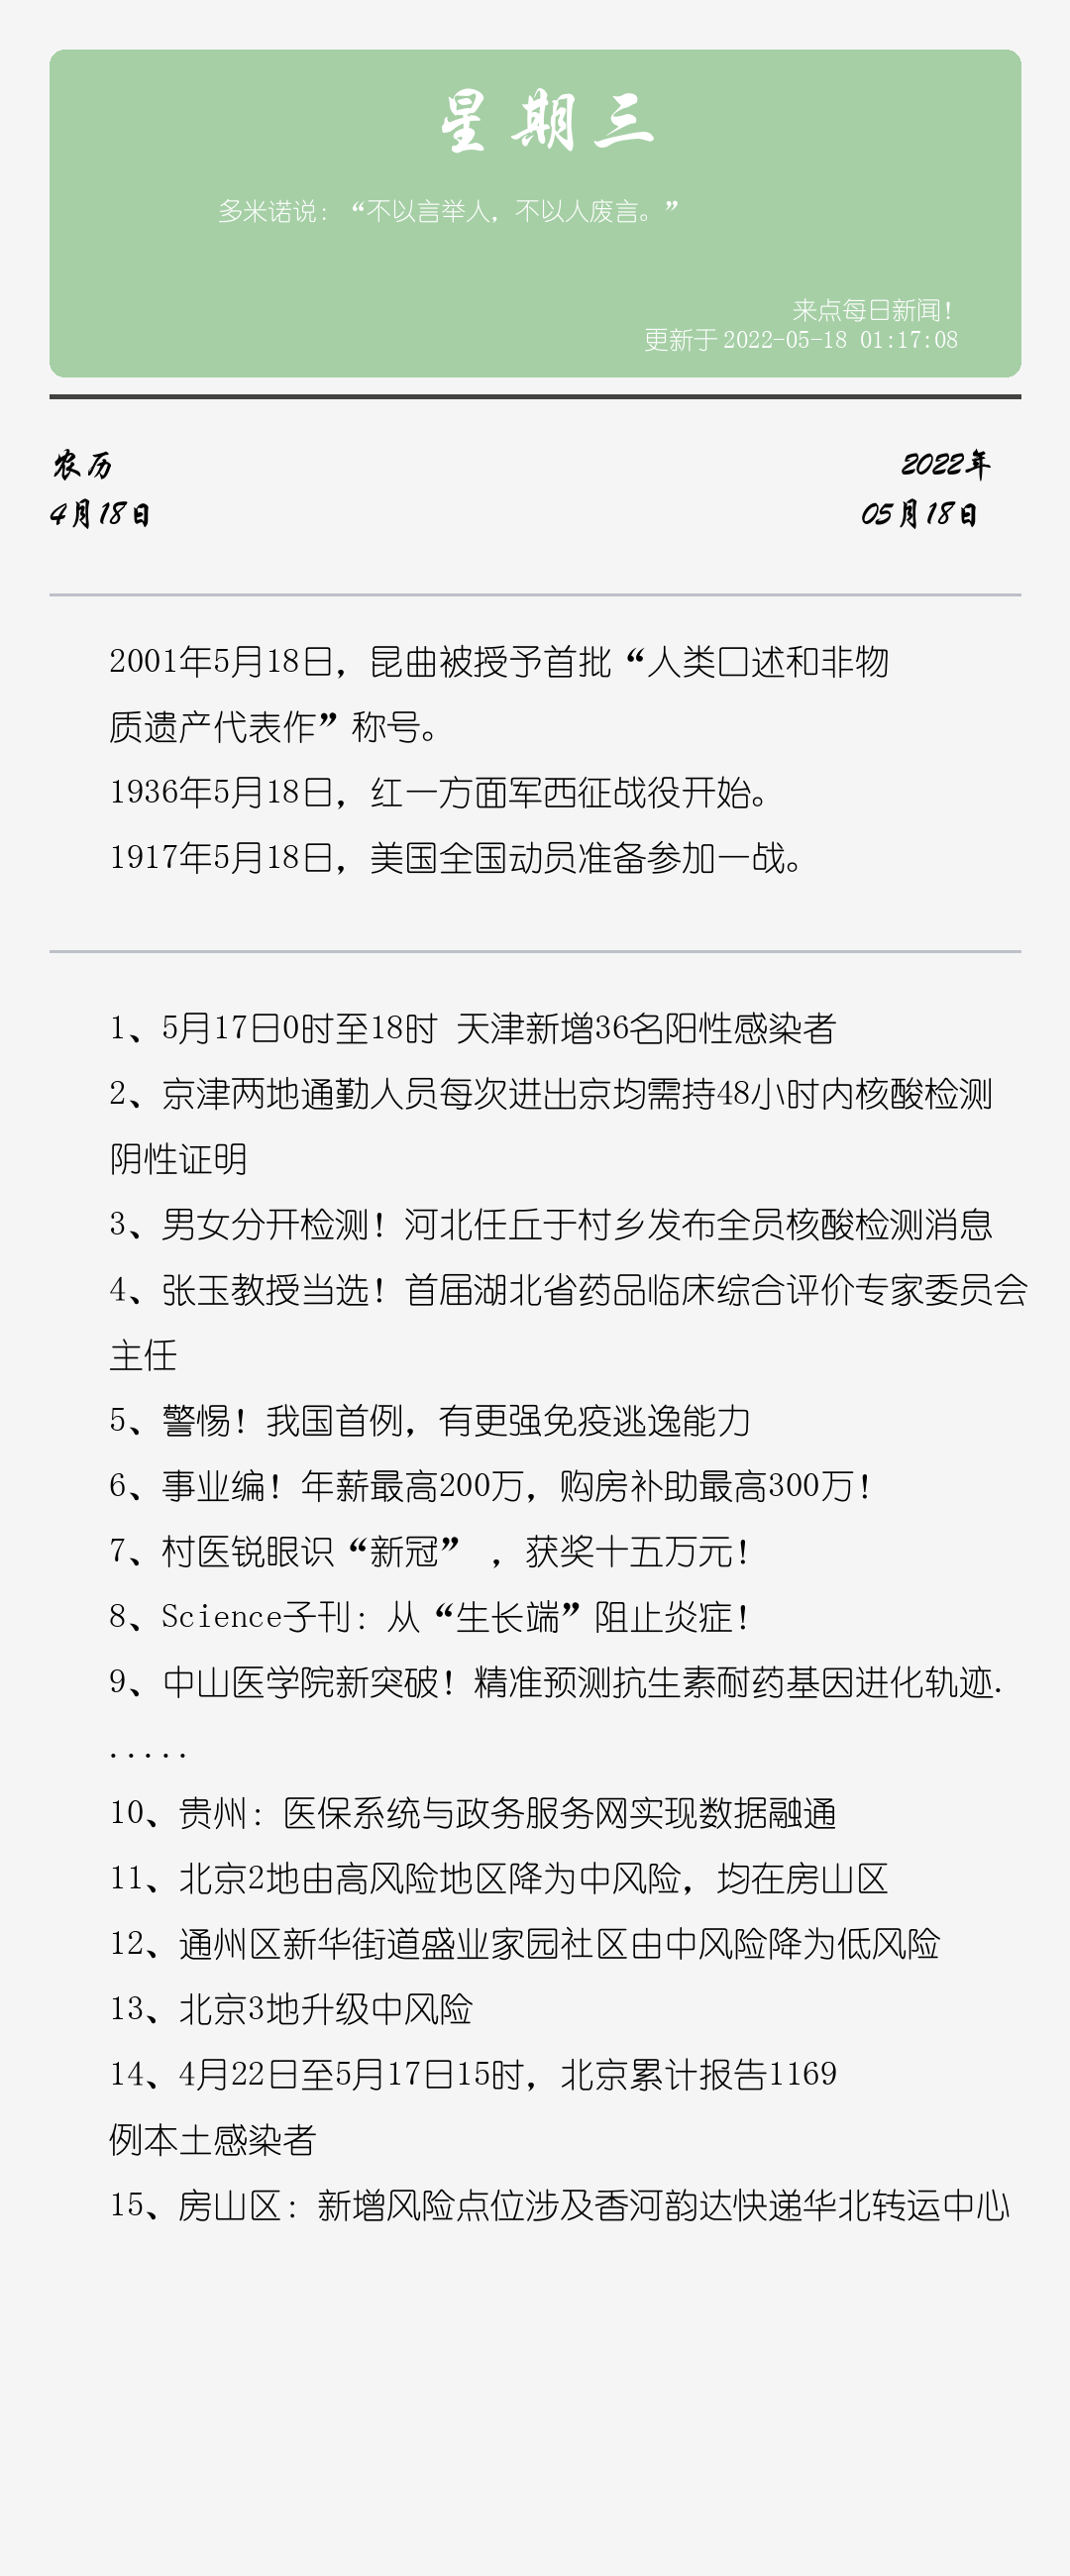 星期三
多米诺说：“不以言举人，不以人废言。”
来点每日新闻！
更新于 2022-05-18 01:17:08
农历
2022年
4月18日
05月18日
2001年5月18日，昆曲被授予首批“人类口述和非物
质遗产代表作”称号。
1936年5月18日，红一方面军西征战役开始。
1917年5月18日，美国全国动员准备参加一战。
1、5月17日0时至18时 天津新增36名阳性感染者
2、京津两地通勤人员每次进出京均需持48小时内核酸检测
阴性证明
3、男女分开检测！河北任丘于村乡发布全员核酸检测消息
4、张玉教授当选！首届湖北省药品临床综合评价专家委员会
主任
5、警惕！我国首例，有更强免疫逃逸能力
6、事业编！年薪最高200万，购房补助最高300万！
7、村医锐眼识“新冠” ，获奖十五万元！
8、Science子刊：从“生长端”阻止炎症！
9、中山医学院新突破！精准预测抗生素耐药基因进化轨迹.
.....
10、贵州：医保系统与政务服务网实现数据融通
11、北京2地由高风险地区降为中风险，均在房山区
12、通州区新华街道盛业家园社区由中风险降为低风险
13、北京3地升级中风险
14、4月22日至5月17日15时，北京累计报告1169
例本土感染者
15、房山区：新增风险点位涉及香河韵达快递华北转运中心